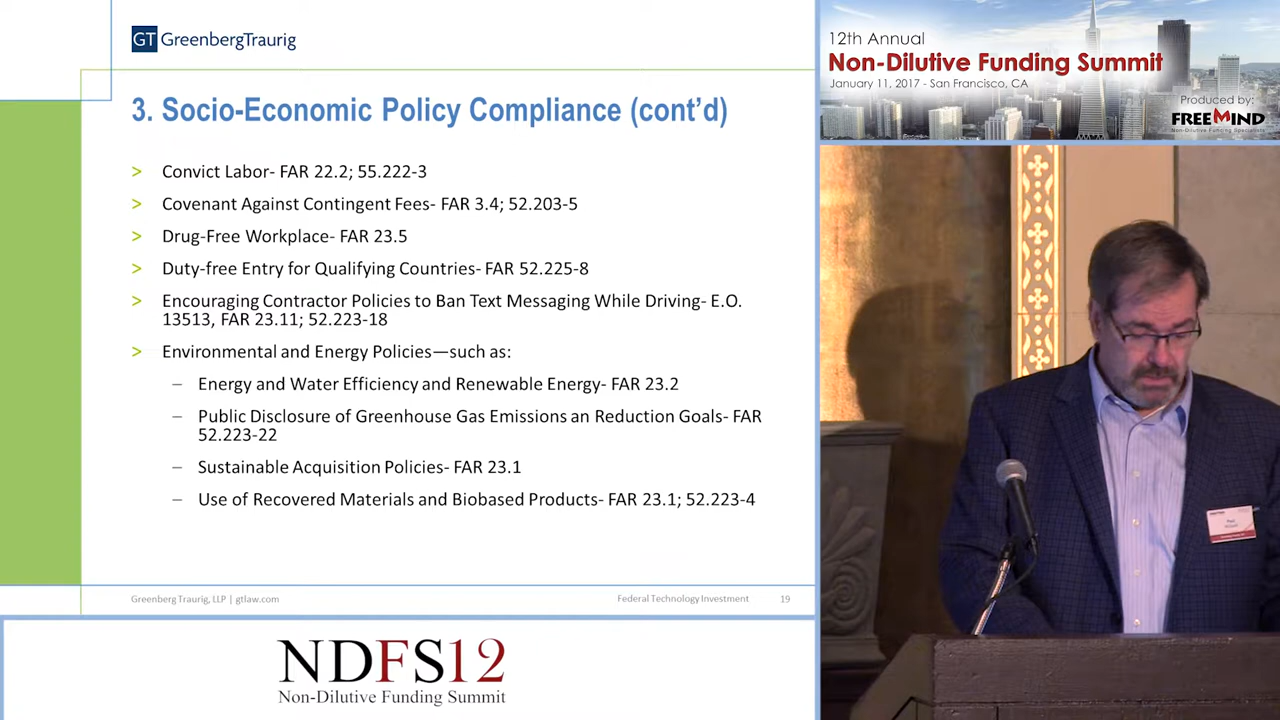 GT GreenbergTraurig
3. Socio-Economic Policy Compliance (cont'd)
> Convict Labor- FAR 22.2; 55.222-3
> Covenant Against Contingent Fees- FAR 3.4; 52.203-5
> Drug-Free Workplace- FAR 23.5
> Duty-free Entry for Qualifying Countries- FAR 52.225-8
> Encouraging Contractor Policies to Ban Text Messaging While Driving- E.O.
13513, FAR 23.11; 52.223-18
> Environmental and Energy Policies—such as:
– Energy and Water Efficiency and Renewable Energy- FAR 23.2
– Public Disclosure of Greenhouse Gas Emissions an Reduction Goals- FAR
52.223-22
– Sustainable Acquisition Policies- FAR 23.1
– Use of Recovered Materials and Biobased Products- FAR 23.1; 52.223-4
Greenberg Traurig, LLP | gtlaw.com
Federal Technology Investment 19
NDFS12
Non-Dilutive Funding Summit
12th Annual
Non-Dilutive Funding Summit
January 11, 2017 - San Francisco, CA
Produced by:
FREEMIND
Non-Dilutive Funding Specialists